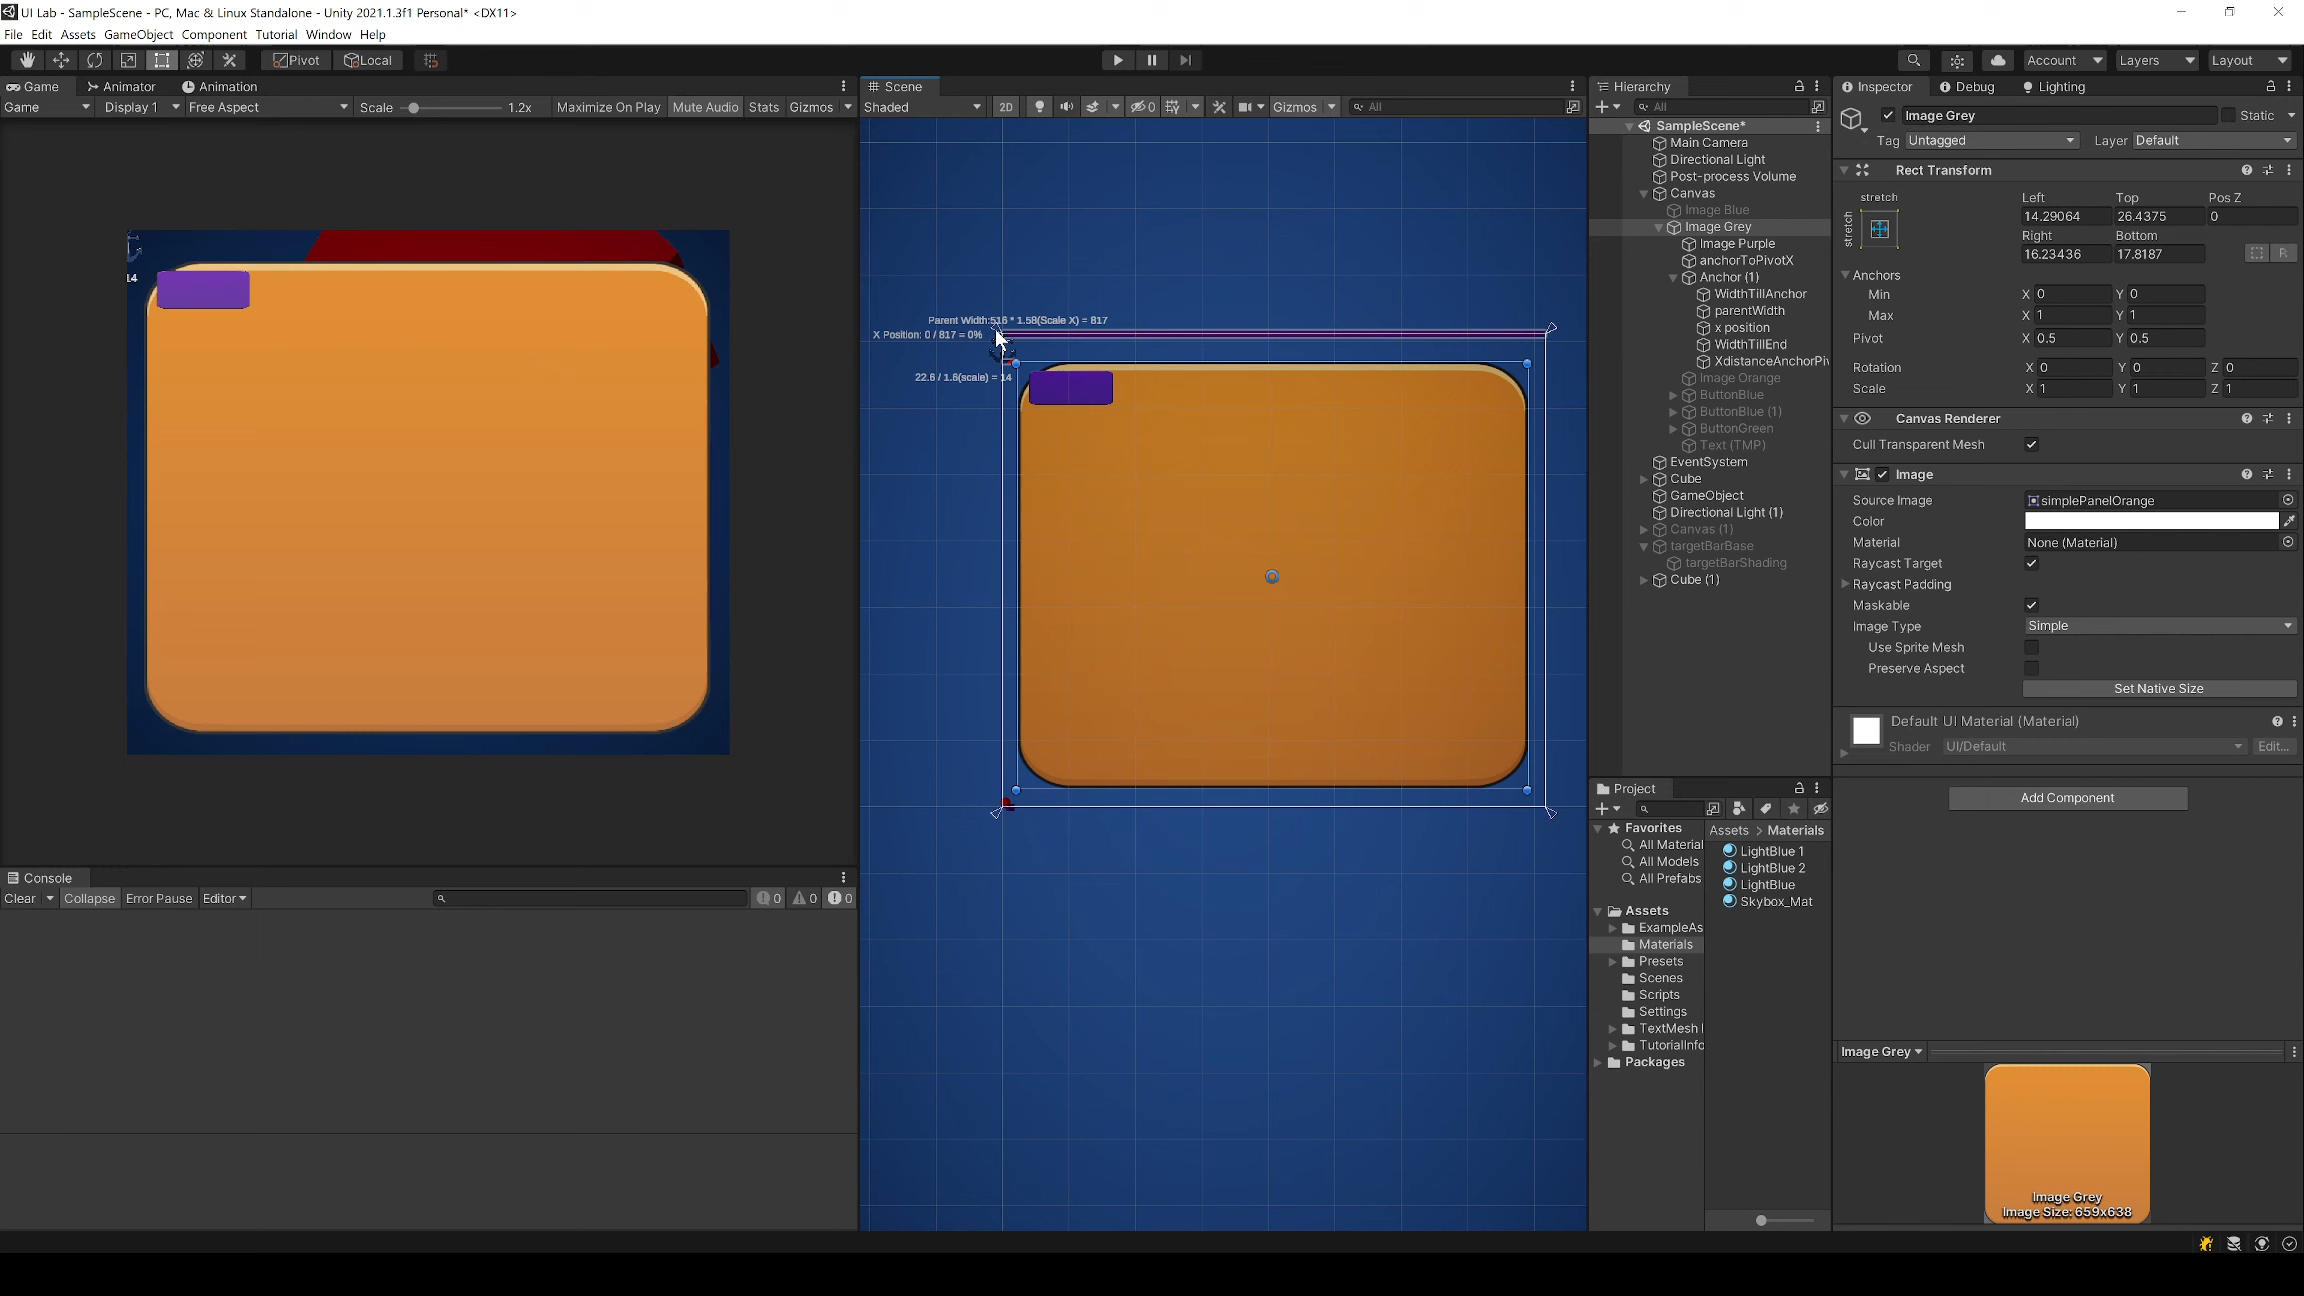 UI Lab - SampleScene - PC, Mac & Linux Standalone - Unity 2021.1.3f1 Personal* <DX11>
File Edit Assets GameObject Component Tutorial Window Help
Pivot Local Account Layers Layout
Game Animator Animation
Game Display 1 Free Aspect Scale 1.2x Maximize On Play Mute Audio Stats Gizmos
14
Console
Clear Collapse Error Pause Editor 0 0 0
Scene
Shaded 2D 0 Gizmos All
Parent Width:516 * 1.58(Scale X) = 817
X Position: 0 / 817 = 0%
22.6 / 1.6(scale) = 14
Hierarchy
All
SampleScene*
Main Camera
Directional Light
Post-process Volume
Canvas
Image Blue
Image Grey
Image Purple
anchorToPivotX
Anchor (1)
WidthTillAnchor
parentWidth
x position
WidthTillEnd
XdistanceAnchorPiv
Image Orange
ButtonBlue
ButtonBlue (1)
ButtonGreen
Text (TMP)
EventSystem
Cube
GameObject
Directional Light (1)
Canvas (1)
targetBarBase
targetBarShading
Cube (1)
Project
Favorites
All Material
All Models
All Prefabs
Assets
ExampleAs
Materials
Presets
Scenes
Scripts
Settings
TextMesh
TutorialInfo
Packages
Assets > Materials
LightBlue 1
LightBlue 2
LightBlue
Skybox_Mat
Inspector Debug Lighting
Image Grey Static
Tag Untagged Layer Default
Rect Transform
stretch
stretch
Left Top Pos Z
14.29064 26.4375 0
Right Bottom
16.23436 17.8187 R
Anchors
Min X 0 Y 0
Max X 1 Y 1
Pivot X 0.5 Y 0.5
Rotation X 0 Y 0 Z 0
Scale X 1 Y 1 Z 1
Canvas Renderer
Cull Transparent Mesh
Image
Source Image simplePanelOrange
Color
Material None (Material)
Raycast Target
Raycast Padding
Maskable
Image Type Simple
Use Sprite Mesh
Preserve Aspect
Set Native Size
Default UI Material (Material)
Shader UI/Default Edit...
Add Component
Image Grey
Image Grey
Image Size: 659x638